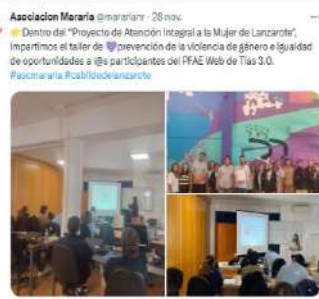 Asociacion Mararia @mararianr · 28 nov.
Dentro del "Proyecto de Atención Integral a la Mujer de Lanzarote",
impartimos el taller de 💜prevención de la violencia de género e igualdad
de oportunidades a l@s participantes del PFAE Web de Tías 3.0.
#ascmararia #cabildodelanzarote